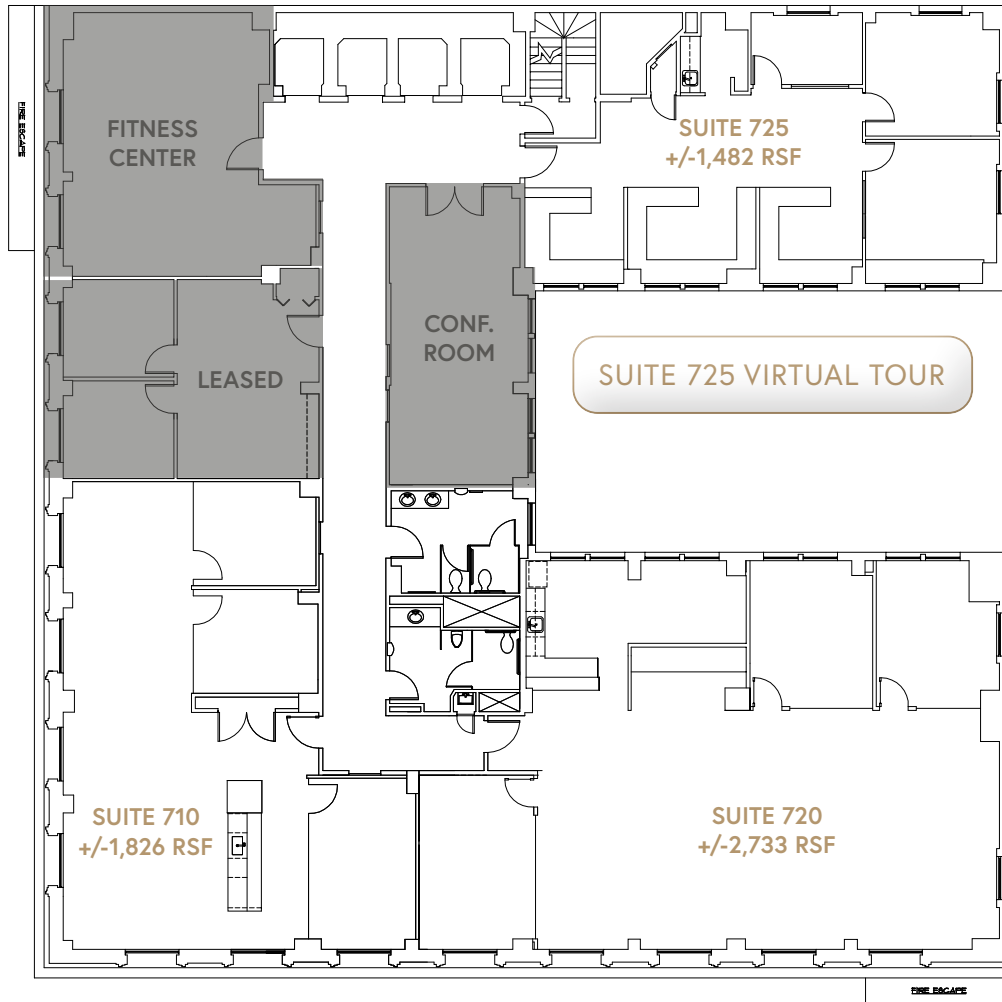 FIRE ESCAPE
FITNESS
CENTER
SUITE 725
+/-1,482 RSF
CONF.
ROOM
LEASED
SUITE 725 VIRTUAL TOUR
SUITE 710
+/-1,826 RSF
SUITE 720
+/-2,733 RSF
FIRE ESCAPE